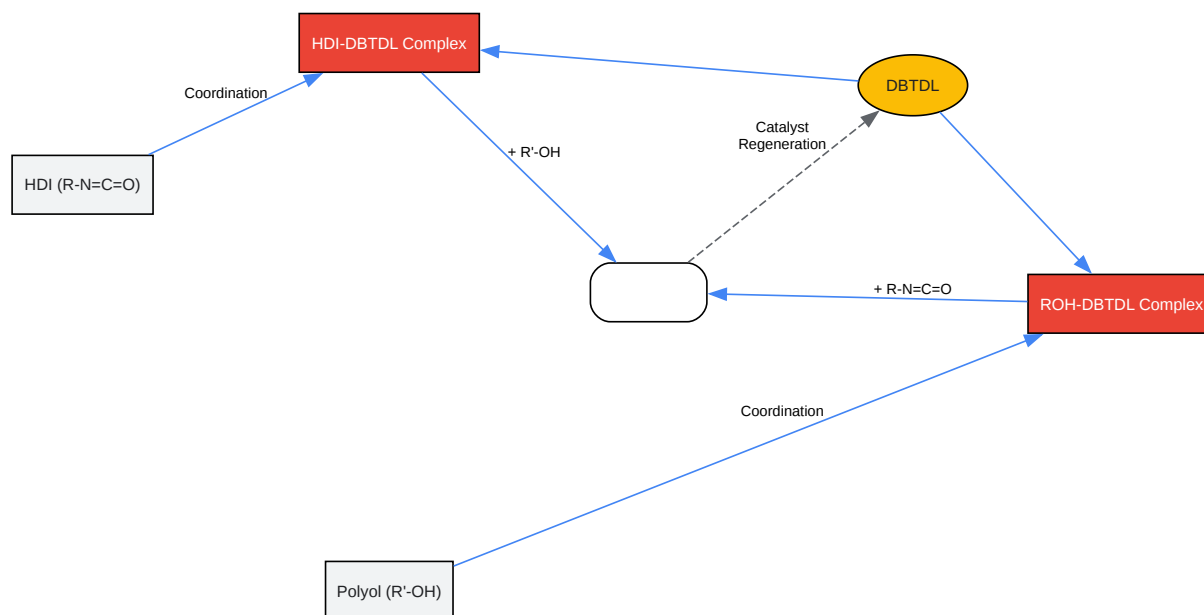 HDI-DBTDL Complex
DBTDL
Coordination
Catalyst
Regeneration
+ R'-OH
HDI (R-N=C=O)
+ R-N=C=O
ROH-DBTDL Complex
Coordination
Polyol (R'-OH)